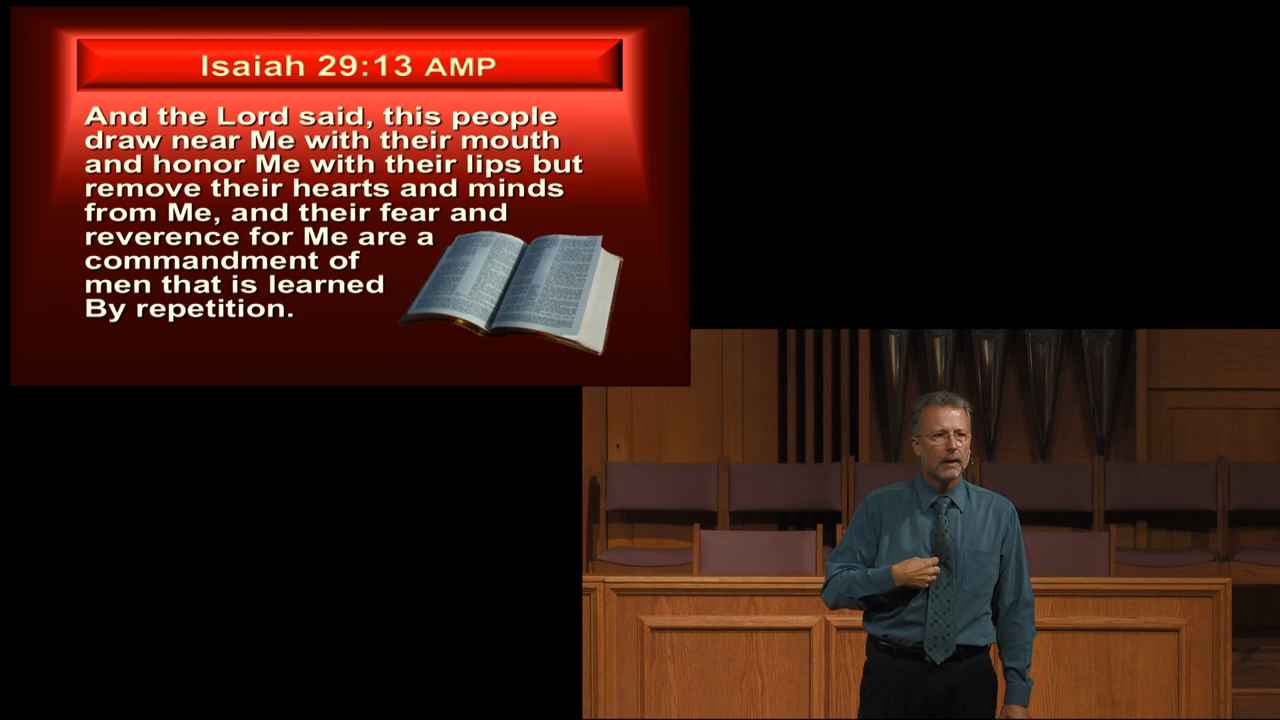 Isaiah 29:13 AMP
And the Lord said, this people
draw near Me with their mouth
and honor Me with their lips but
remove their hearts and minds
from Me, and their fear and
reverence for Me are a
commandment of
men that is learned
By repetition.